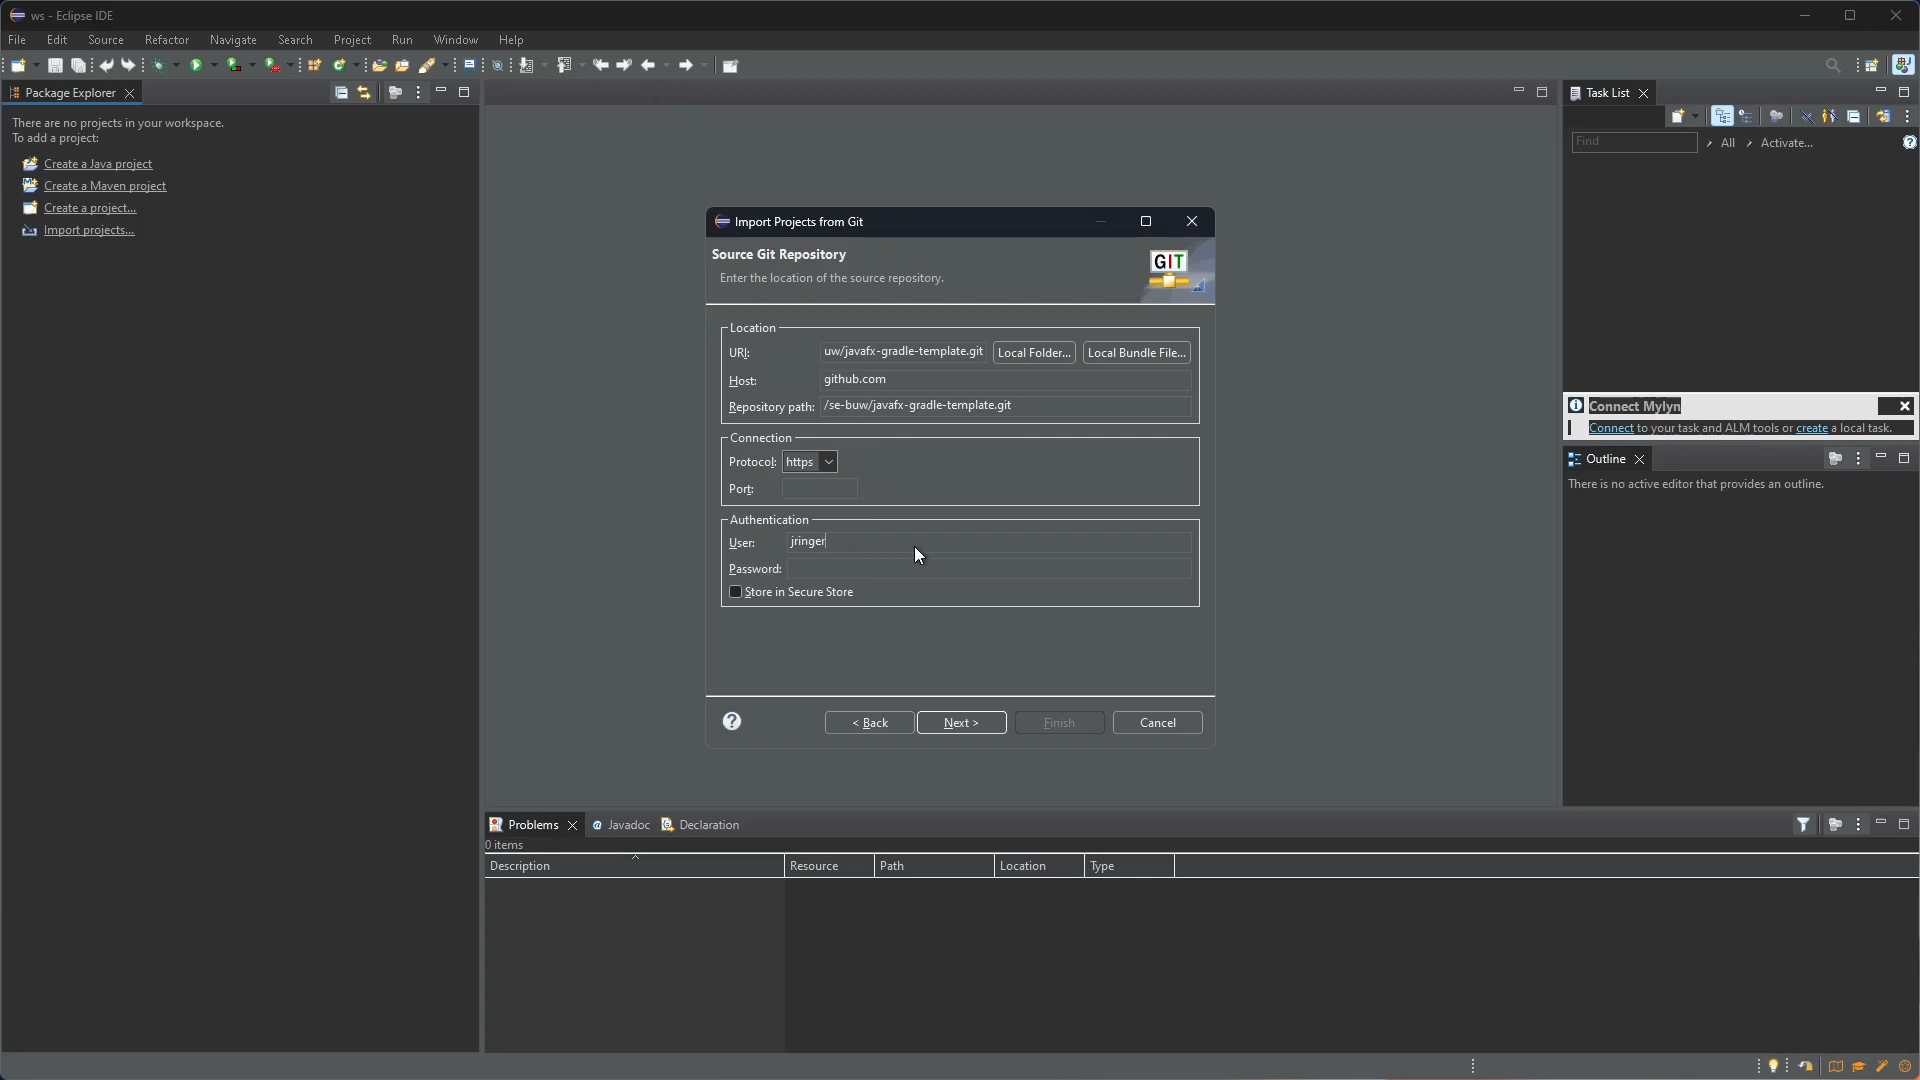 ws - Eclipse IDE
File Edit Source Refactor Navigate Search Project Run Window Help
Package Explorer
There are no projects in your workspace.
To add a project:
Create a Java project
Create a Maven project
Create a project...
Import projects...
Import Projects from Git
Source Git Repository
Enter the location of the source repository.
GIT
Location
URI: uw/javafx-gradle-template.git Local Folder... Local Bundle File...
Host: github.com
Repository path: /se-buw/javafx-gradle-template.git
Connection
Protocol: https
Port:
Authentication
User: jringer
Password:
Store in Secure Store
? < Back Next > Finish Cancel
Task List
Find All Activate...
Connect Mylyn
Connect to your task and ALM tools or create a local task.
Outline
There is no active editor that provides an outline.
Problems @ Javadoc Declaration
0 items
Description Resource Path Location Type